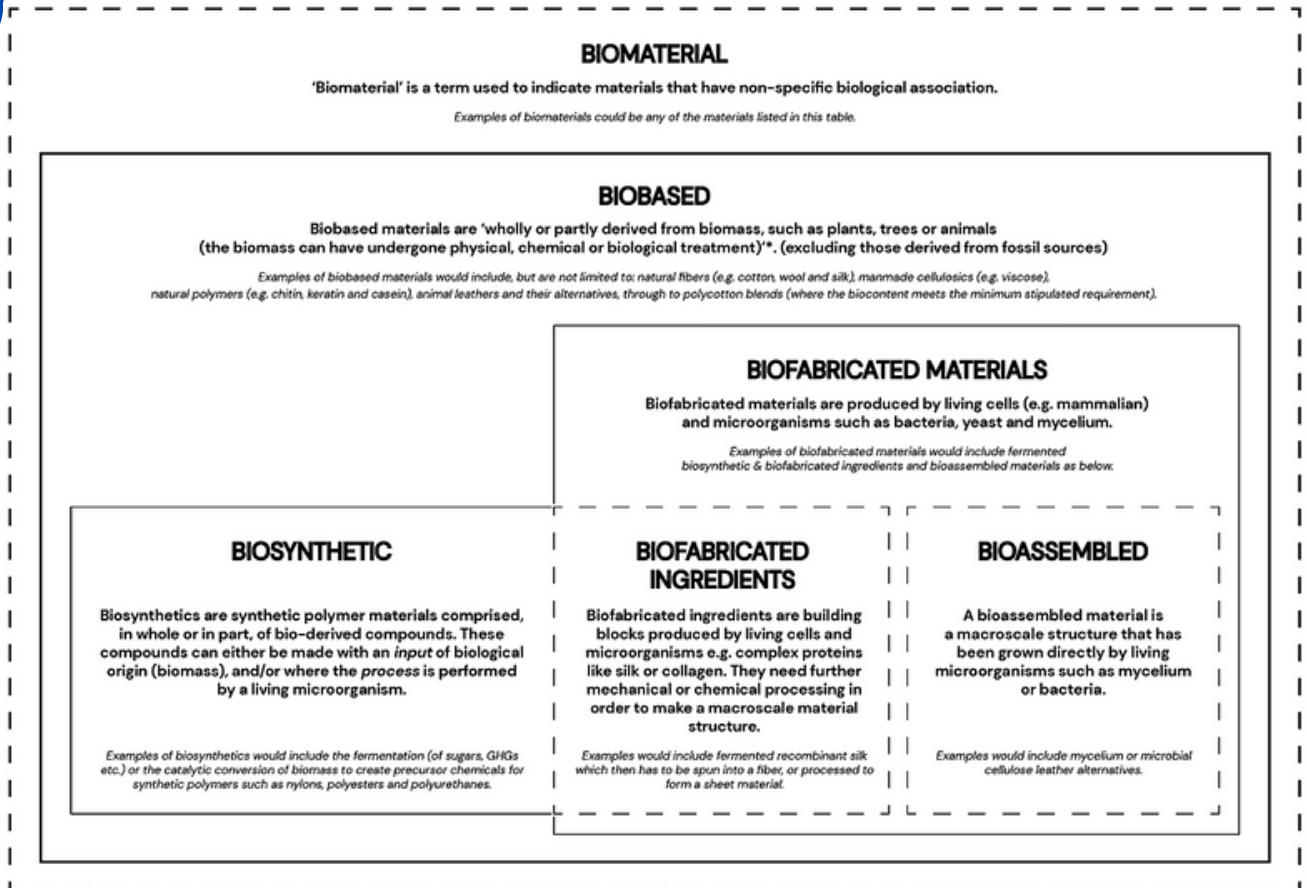 BIOMATERIAL
'Biomaterial' is a term used to indicate materials that have non-specific biological association.
Examples of biomaterials could be any of the materials listed in this table.
BIOBASED
Biobased materials are 'wholly or partly derived from biomass, such as plants, trees or animals
(the biomass can have undergone physical, chemical or biological treatment)'*. (excluding those derived from fossil sources)
Examples of biobased materials would include, but are not limited to: natural fibers (e.g. cotton, wool and silk), manmade cellulosics (e.g. viscose),
natural polymers (e.g. chitin, keratin and casein), animal leathers and their alternatives, through to polycotton blends (where the biocontent meets the minimum stipulated requirement).
BIOFABRICATED MATERIALS
Biofabricated materials are produced by living cells (e.g. mammalian)
and microorganisms such as bacteria, yeast and mycelium.
Examples of biofabricated materials would include fermented
biosynthetic & biofabricated ingredients and bioassembled materials as below.
BIOSYNTHETIC
Biosynthetics are synthetic polymer materials comprised,
in whole or in part, of bio-derived compounds. These
compounds can either be made with an input of biological
origin (biomass), and/or where the process is performed
by a living microorganism.
Examples of biosynthetics would include the fermentation (of sugars, GHGs
etc.) or the catalytic conversion of biomass to create precursor chemicals for
synthetic polymers such as nylons, polyesters and polyurethanes.
BIOFABRICATED
INGREDIENTS
Biofabricated ingredients are building
blocks produced by living cells and
microorganisms e.g. complex proteins
like silk or collagen. They need further
mechanical or chemical processing in
order to make a macroscale material
structure.
Examples would include fermented recombinant silk
which then has to be spun into a fiber, or processed to
form a sheet material.
BIOASSEMBLED
A bioassembled material is
a macroscale structure that has
been grown directly by living
microorganisms such as mycelium
or bacteria.
Examples would include mycelium or microbial
cellulose leather alternatives.